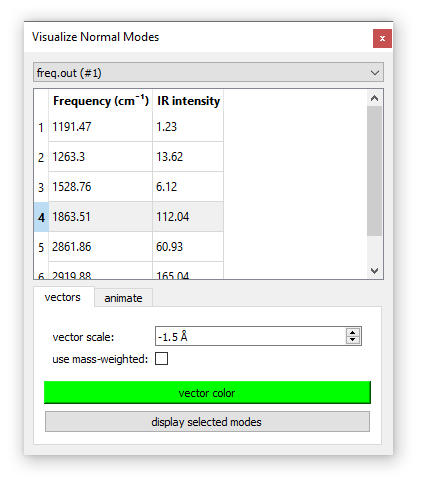 Visualize Normal Modes
x
freq.out (#1)
Frequency (cm⁻¹) IR intensity
1 1191.47 1.23
2 1263.3 13.62
3 1528.76 6.12
4 1863.51 112.04
5 2861.86 60.93
6 2919.88 165.04
vectors animate
vector scale: -1.5 Å
use mass-weighted:
vector color
display selected modes